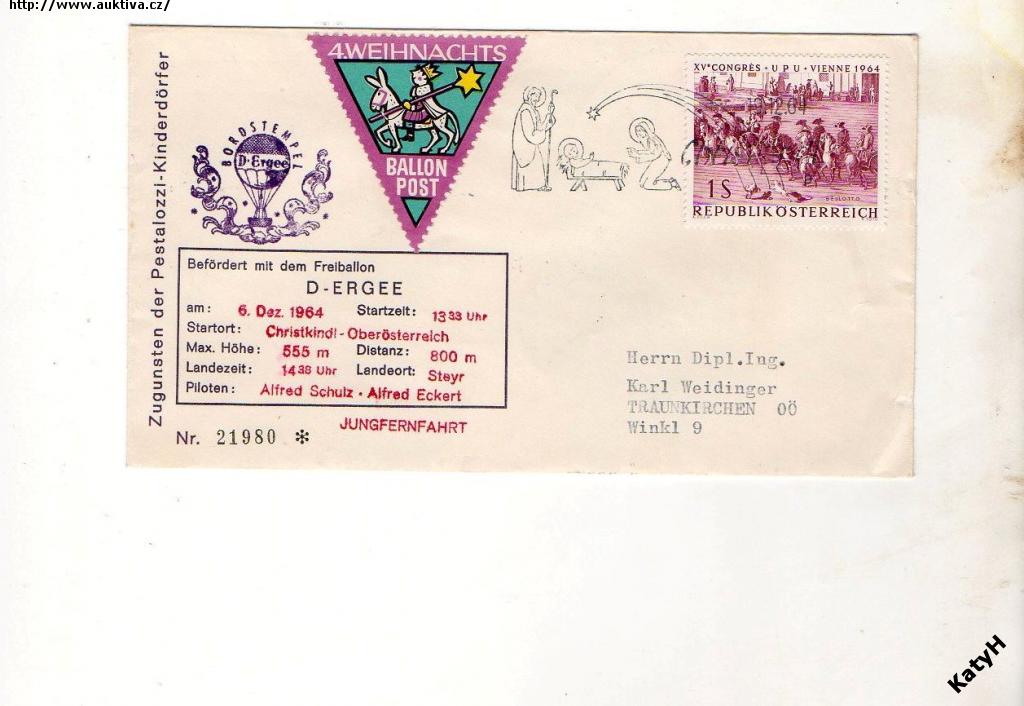 http://www.auktiva.cz/
Zugunsten der Pestalozzi-Kinderdörfer
BORDSTEMPEL
D-Ergee
4.WEIHNACHTS
BALLON
POST
XVᵉ CONGRÈS · UPU · VIENNE 1964
1S
BELLOTTO
REPUBLIK ÖSTERREICH
Befördert mit dem Freiballon
D-ERGEE
am: 6. Dez. 1964 Startzeit: 13 33 Uhr
Startort: Christkindl-Oberösterreich
Max. Höhe: 555 m Distanz: 800 m
Landezeit: 14 38 Uhr Landeort: Steyr
Piloten: Alfred Schulz · Alfred Eckert
JUNGFERNFAHRT
Nr. 21980 *
Herrn Dipl.Ing.
Karl Weidinger
TRAUNKIRCHEN OÖ
Winkl 9
KatyH